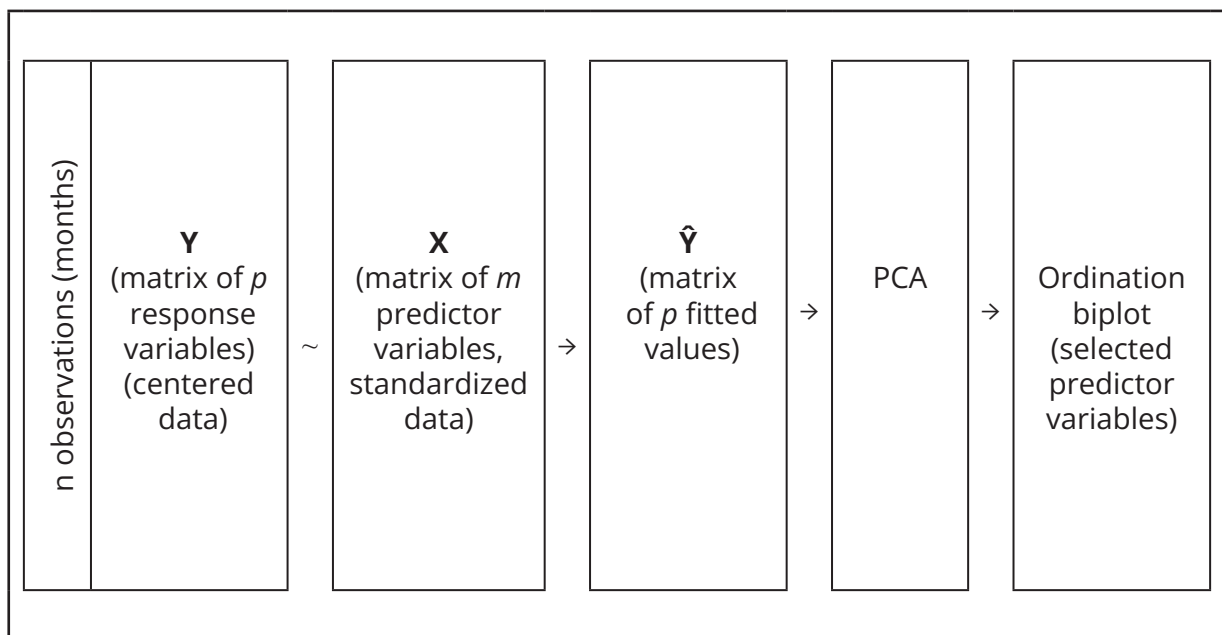 n observations (months)
Y
(matrix of p
response
variables)
(centered
data)
~
X
(matrix of m
predictor
variables,
standardized
data)
→
Ŷ
(matrix
of p fitted
values)
→
PCA
→
Ordination
biplot
(selected
predictor
variables)